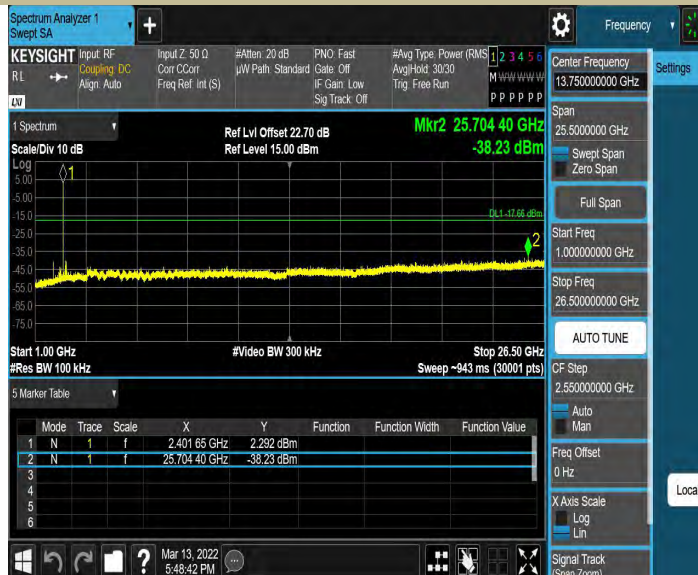 Spectrum Analyzer 1
Swept SA
+
Frequency
KEYSIGHT Input: RF Input Z: 50 Ω #Atten: 20 dB PNO: Fast #Avg Type: Power (RMS 1 2 3 4 5 6
RL Coupling: DC Corr CCorr µW Path: Standard Gate: Off Avg|Hold: 30/30 M W W W W W
Align: Auto Freq Ref: Int (S) IF Gain: Low Trig: Free Run
Sig Track: Off P P P P P P
LXI
1 Spectrum
Scale/Div 10 dB
Ref Lvl Offset 22.70 dB
Ref Level 15.00 dBm
Mkr2 25.704 40 GHz
-38.23 dBm
Log
5.00
-5.00
-15.0
-25.0
-35.0
-45.0
-55.0
-65.0
-75.0
1
DL1 -17.66 dBm
2
Start 1.00 GHz #Video BW 300 kHz Stop 26.50 GHz
#Res BW 100 kHz Sweep ~943 ms (30001 pts)
5 Marker Table
Mode Trace Scale X Y Function Function Width Function Value
1 N 1 f 2.401 65 GHz 2.292 dBm
2 N 1 f 25.704 40 GHz -38.23 dBm
3
4
5
6
?
Mar 13, 2022
5:48:42 PM
Center Frequency
13.750000000 GHz
Settings
Span
25.5000000 GHz
Swept Span
Zero Span
Full Span
Start Freq
1.000000000 GHz
Stop Freq
26.500000000 GHz
AUTO TUNE
CF Step
2.550000000 GHz
Auto
Man
Freq Offset
0 Hz
Loca
X Axis Scale
Log
Lin
Signal Track
(Span Zoom)